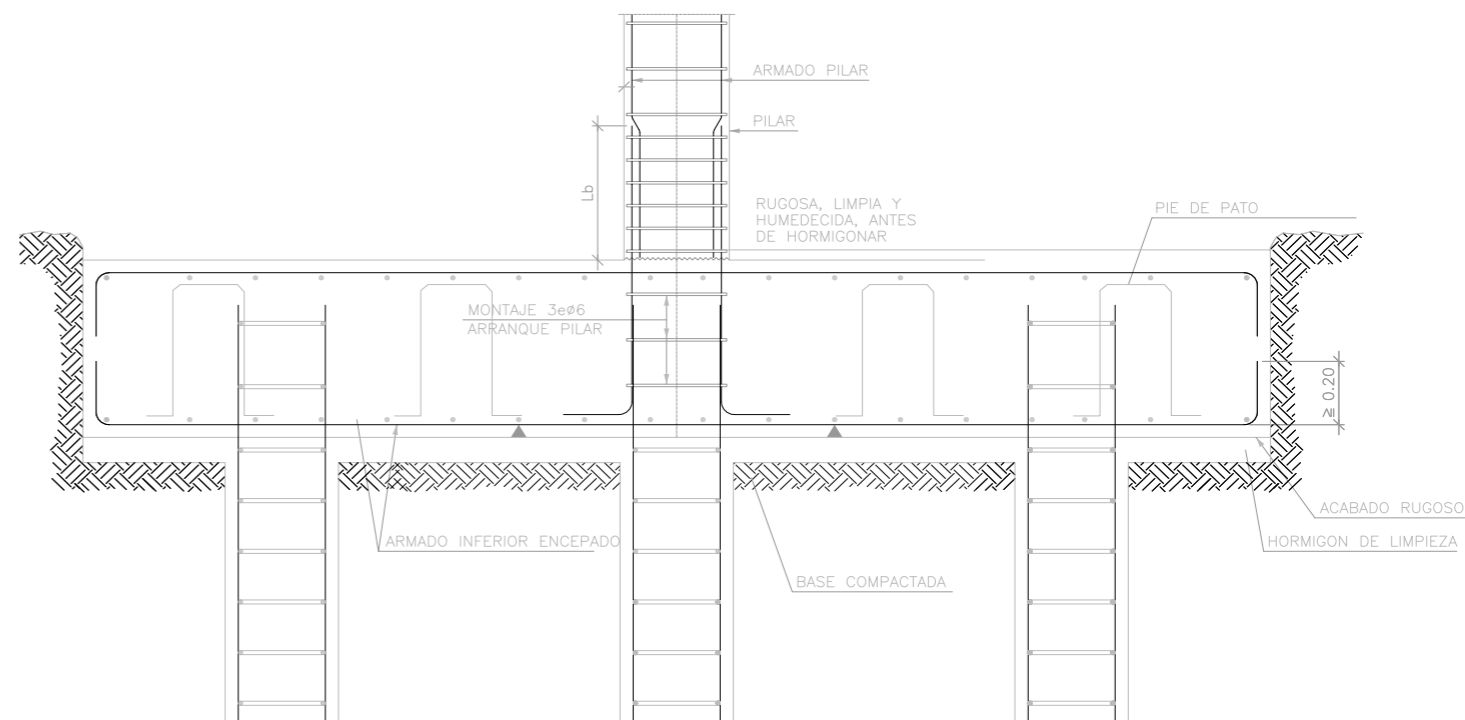 ARMADO PILAR
PILAR
Lb
RUGOSA, LIMPIA Y
HUMEDECIDA, ANTES
DE HORMIGONAR
PIE DE PATO
MONTAJE 3eø6
ARRANQUE PILAR
≥ 0.20
ACABADO RUGOSO
ARMADO INFERIOR ENCEPADO
HORMIGON DE LIMPIEZA
BASE COMPACTADA